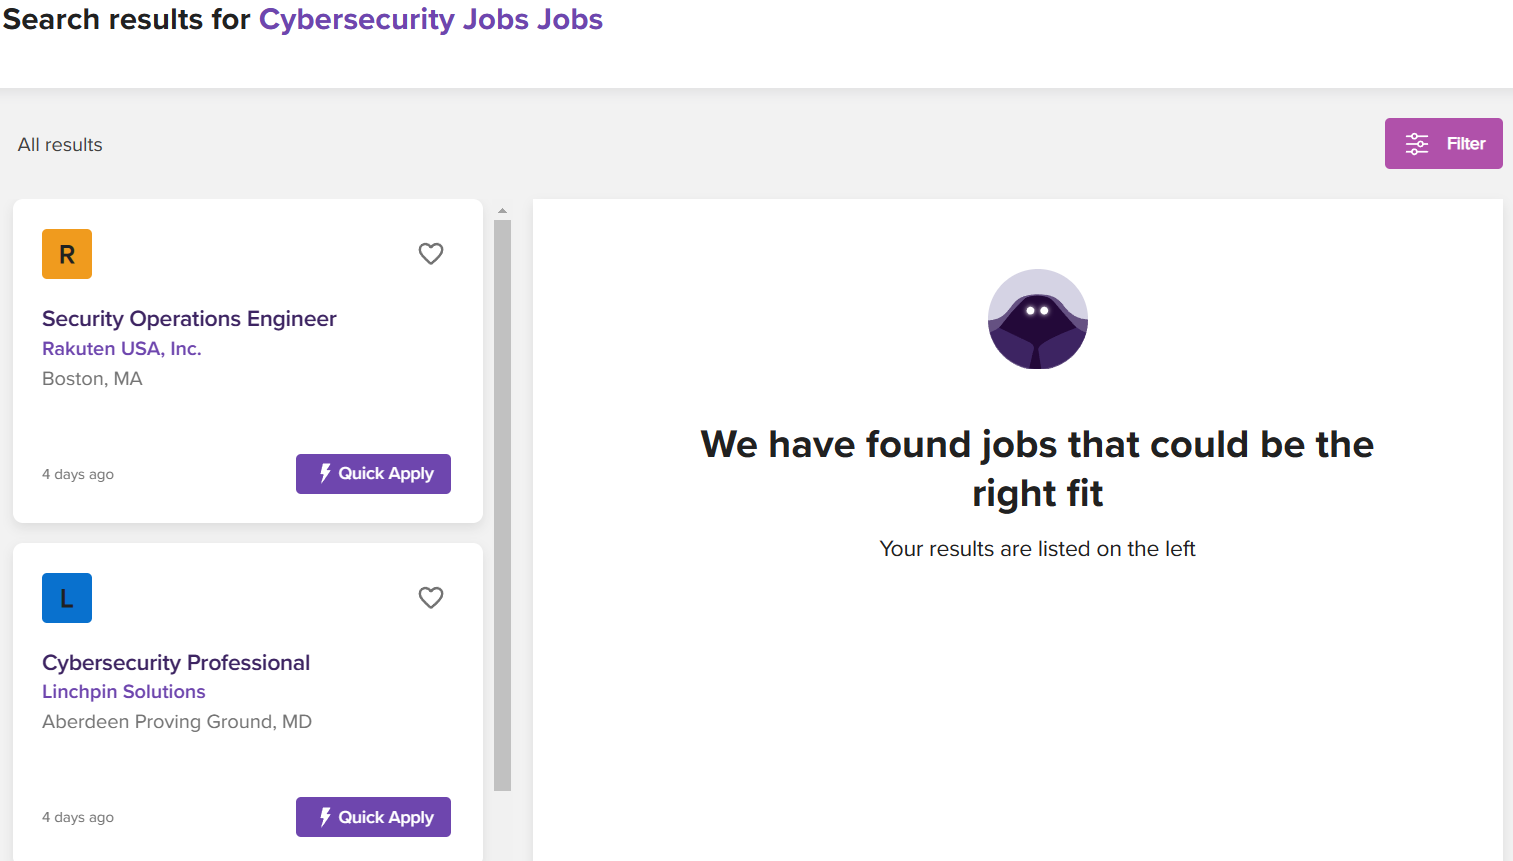 Search results for Cybersecurity Jobs Jobs
All results
Filter
R
Security Operations Engineer
Rakuten USA, Inc.
Boston, MA
4 days ago
Quick Apply
L
Cybersecurity Professional
Linchpin Solutions
Aberdeen Proving Ground, MD
4 days ago
Quick Apply
We have found jobs that could be the
right fit
Your results are listed on the left